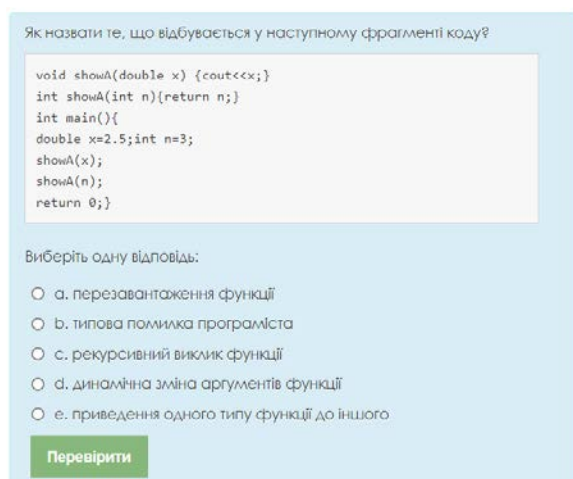 Як назвати те, що відбувається у наступному фрагменті коду?
void showA(double x) {cout<<x;}
int showA(int n){return n;}
int main(){
double x=2.5;int n=3;
showA(x);
showA(n);
return 0;}
Виберіть одну відповідь:
a. перезавантаження функції
b. типова помилка програміста
c. рекурсивний виклик функції
d. динамічна зміна аргументів функції
e. приведення одного типу функції до іншого
Перевірити